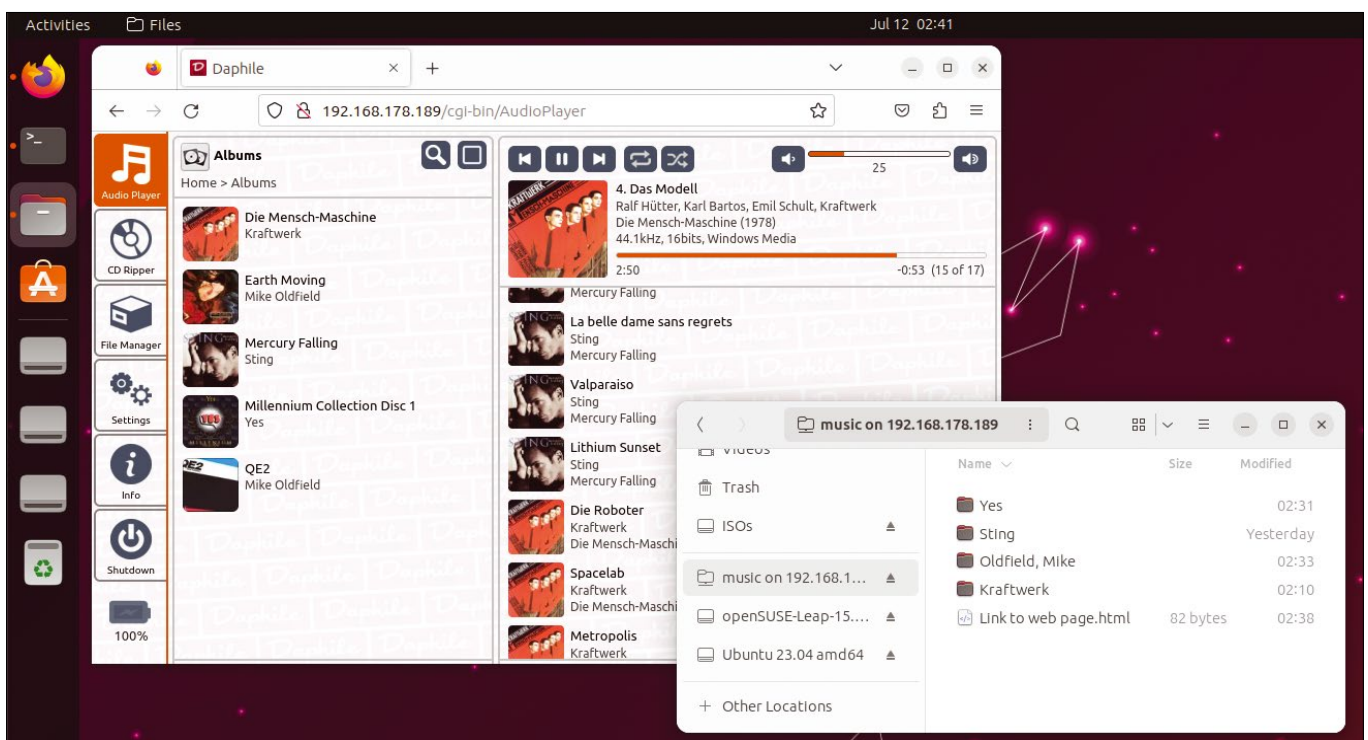 Activities
Files
Jul 12 02:41
Daphile
192.168.178.189/cgi-bin/AudioPlayer
Audio Player
CD Ripper
File Manager
Settings
Info
Shutdown
100%
Albums
Home > Albums
Die Mensch-Maschine
Kraftwerk
Earth Moving
Mike Oldfield
Mercury Falling
Sting
Millennium Collection Disc 1
Yes
QE2
Mike Oldfield
25
4. Das Modell
Ralf Hütter, Karl Bartos, Emil Schult, Kraftwerk
Die Mensch-Maschine (1978)
44.1kHz, 16bits, Windows Media
2:50
-0:53 (15 of 17)
Mercury Falling
La belle dame sans regrets
Sting
Mercury Falling
Valparaiso
Sting
Mercury Falling
Lithium Sunset
Sting
Mercury Falling
Die Roboter
Kraftwerk
Die Mensch-Maschi
Spacelab
Kraftwerk
Die Mensch-Maschi
Metropolis
Kraftwerk
music on 192.168.178.189
Videos
Trash
ISOs
music on 192.168.1...
openSUSE-Leap-15....
Ubuntu 23.04 amd64
Other Locations
Name Size Modified
Yes 02:31
Sting Yesterday
Oldfield, Mike 02:33
Kraftwerk 02:10
Link to web page.html 82 bytes 02:38